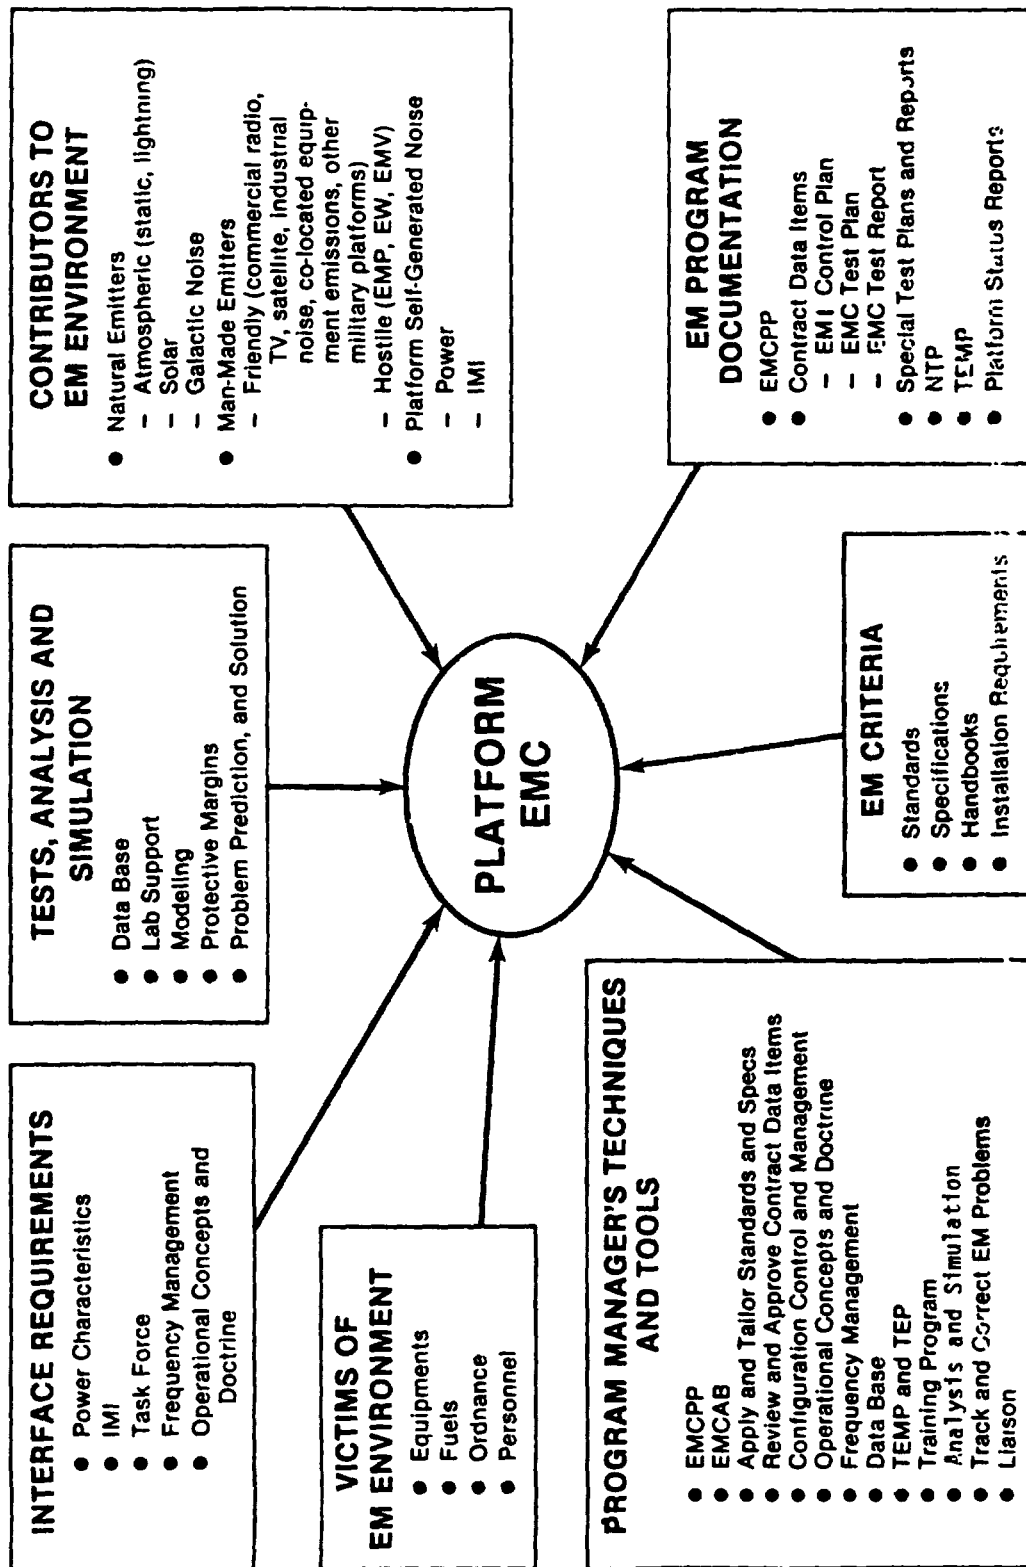 INTERFACE REQUIREMENTS
● Power Characteristics
● IMI
● Task Force
● Frequency Management
● Operational Concepts and
Doctrine
TESTS, ANALYSIS AND
SIMULATION
● Data Base
● Lab Support
● Modeling
● Protective Margins
● Problem Prediction, and Solution
CONTRIBUTORS TO
EM ENVIRONMENT
● Natural Emitters
– Atmospheric (static, lightning)
– Solar
– Galactic Noise
● Man-Made Emitters
– Friendly (commercial radio,
TV, satellite, industrial
noise, co-located equip-
ment emissions, other
military platforms)
– Hostile (EMP, EW, EMV)
● Platform Self-Generated Noise
– Power
– IMI
VICTIMS OF
EM ENVIRONMENT
● Equipments
● Fuels
● Ordnance
● Personnel
PLATFORM
EMC
PROGRAM MANAGER'S TECHNIQUES
AND TOOLS
● EMCPP
● EMCAB
● Apply and Tailor Standards and Specs
● Review and Approve Contract Data Items
● Configuration Control and Management
● Operational Concepts and Doctrine
● Frequency Management
● Data Base
● TEMP and TEP
● Training Program
● Analysis and Simulation
● Track and Correct EM Problems
● Liaison
EM CRITERIA
● Standards
● Specifications
● Handbooks
● Installation Requirements
EM PROGRAM
DOCUMENTATION
● EMCPP
● Contract Data Items
– EMI Control Plan
– EMC Test Plan
– EMC Test Report
● Special Test Plans and Reports
● NTP
● TEMP
● Platform Status Reports